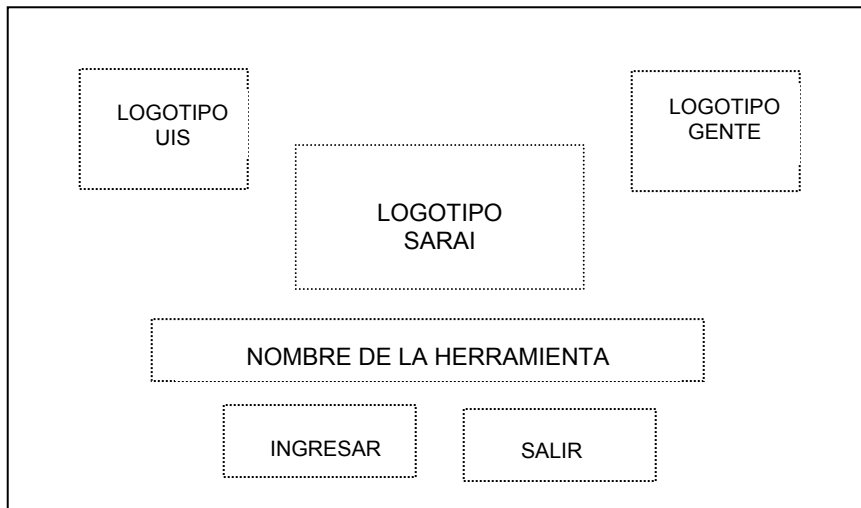 LOGOTIPO
UIS
LOGOTIPO
GENTE
LOGOTIPO
SARAI
NOMBRE DE LA HERRAMIENTA
INGRESAR
SALIR